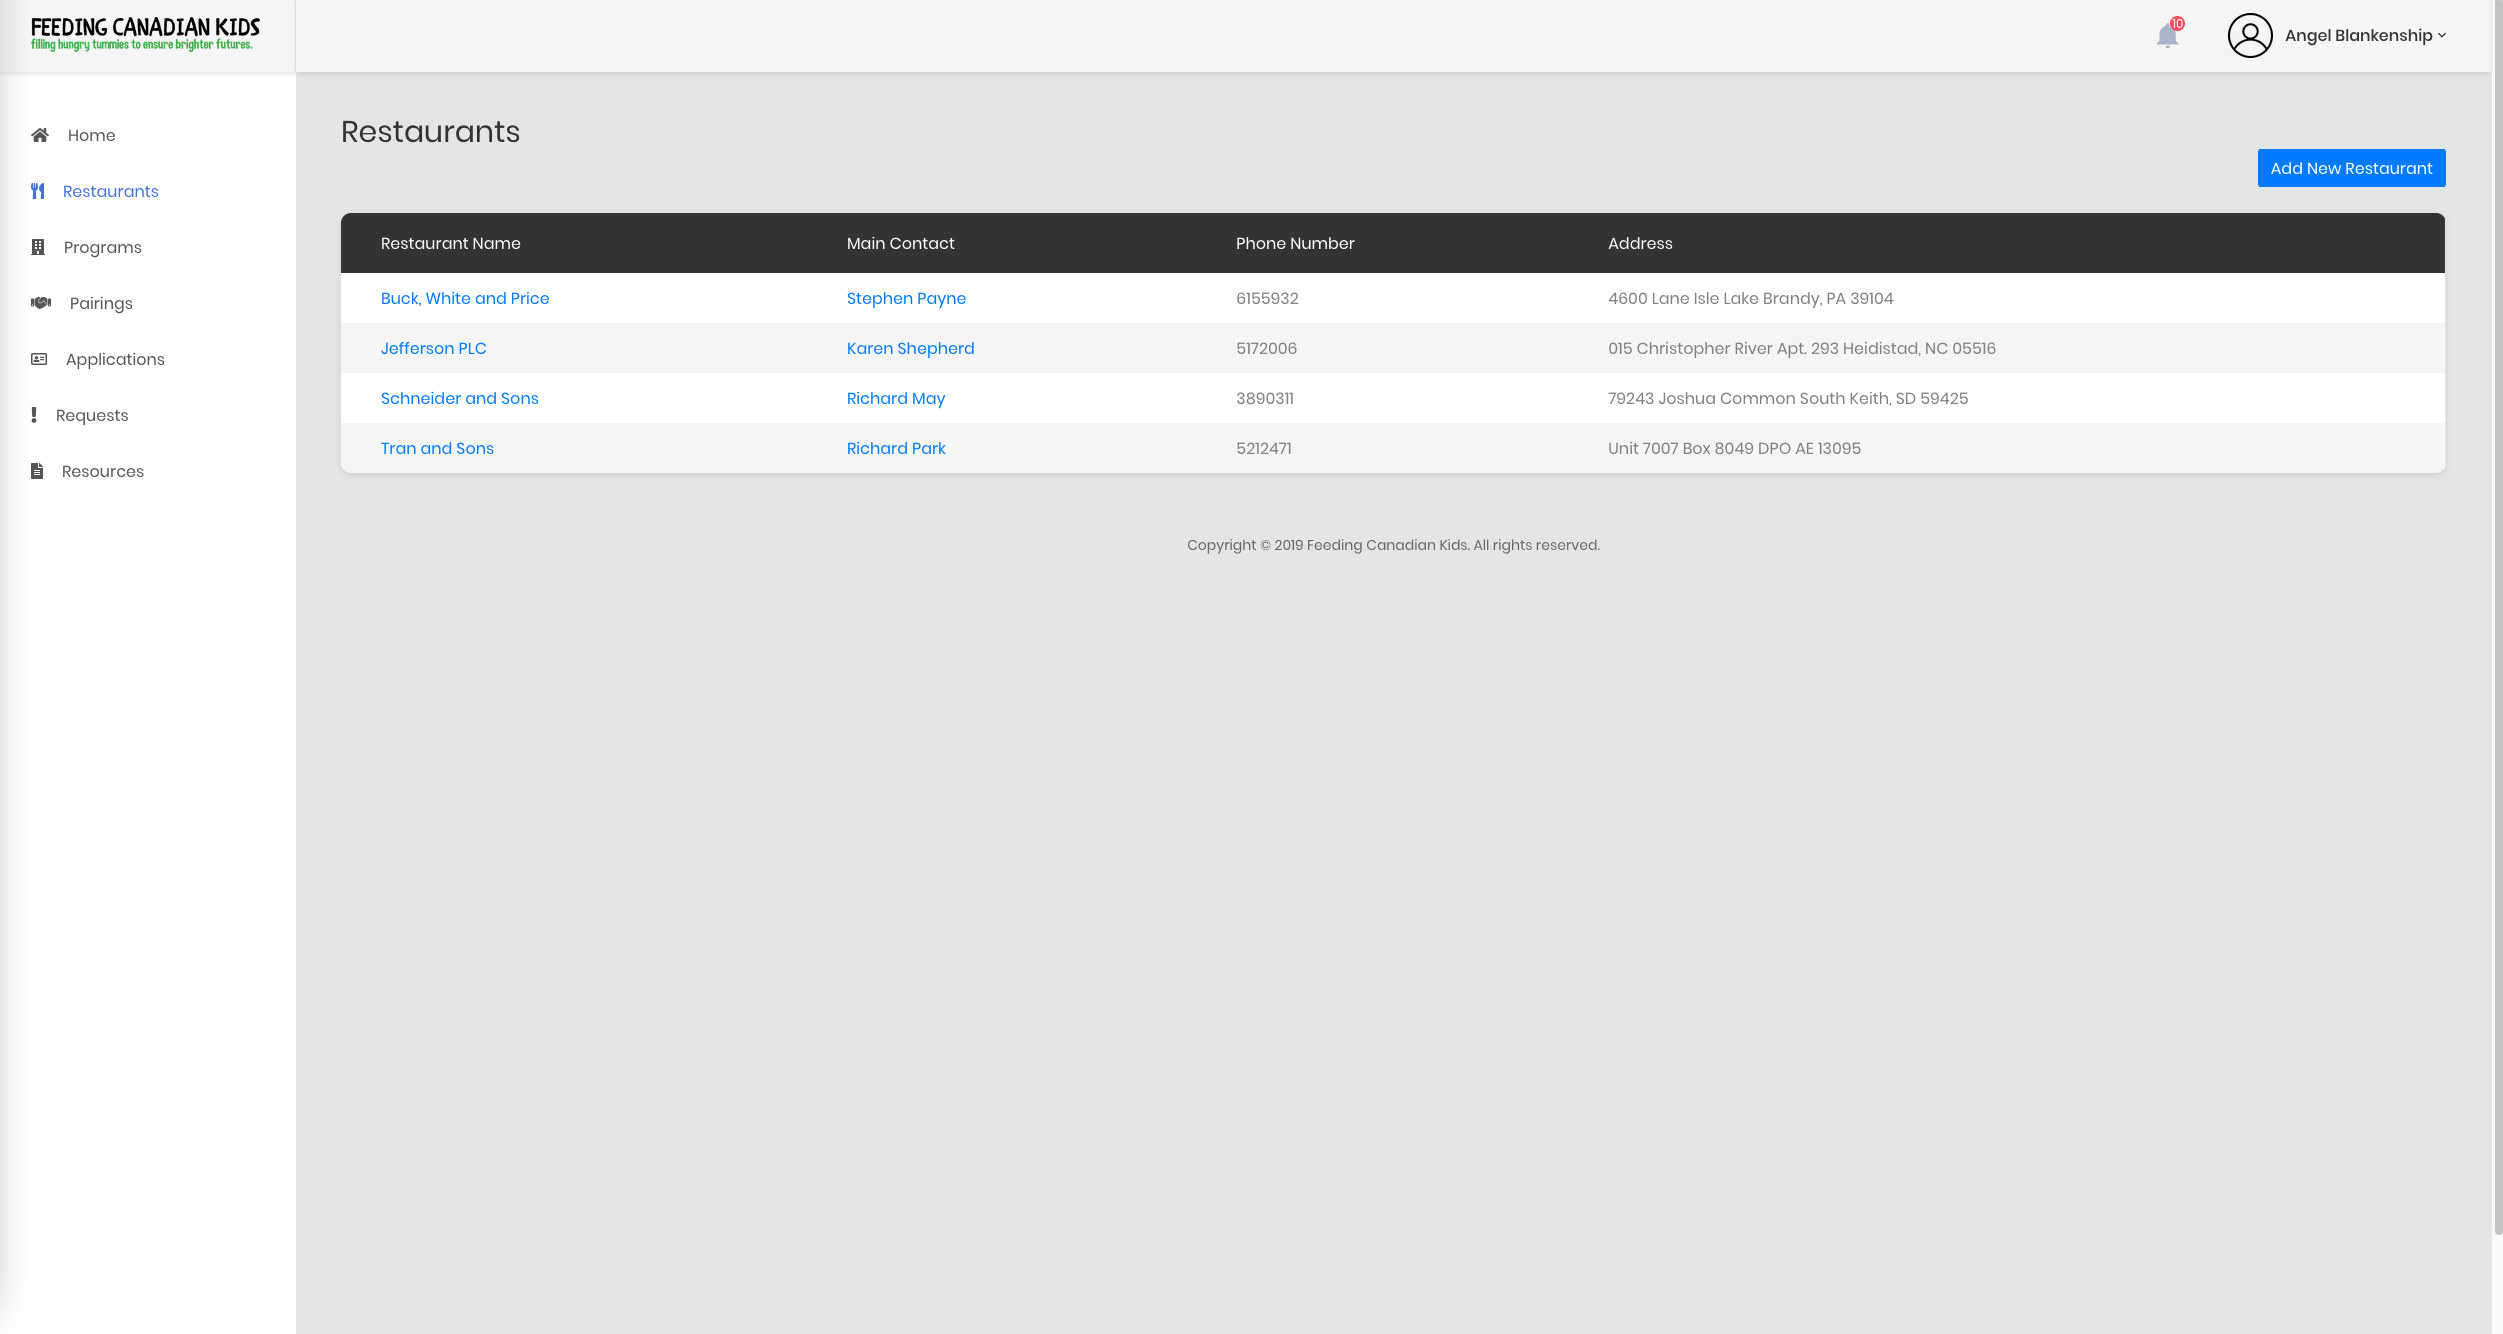 FEEDING CANADIAN KIDS
filling hungry tummies to ensure brighter futures.
10
Angel Blankenship
Home
Restaurants
Programs
Pairings
Applications
Requests
Resources
Restaurants
Add New Restaurant
Restaurant Name Main Contact Phone Number Address
Buck, White and Price Stephen Payne 6155932 4600 Lane Isle Lake Brandy, PA 39104
Jefferson PLC Karen Shepherd 5172006 015 Christopher River Apt. 293 Heidistad, NC 05516
Schneider and Sons Richard May 3890311 79243 Joshua Common South Keith, SD 59425
Tran and Sons Richard Park 5212471 Unit 7007 Box 8049 DPO AE 13095
Copyright © 2019 Feeding Canadian Kids. All rights reserved.